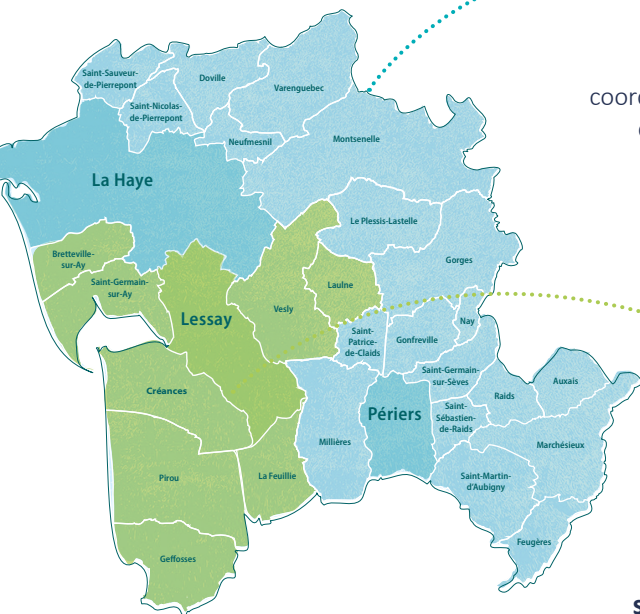 Saint-Sauveur-
de-Pierrepont
Doville
Varenguebec
Saint-Nicolas-
de-Pierrepont
coord
Neufmesnil
Montsenelle
La Haye
Le Plessis-Lastelle
Bretteville-
sur-Ay
Gorges
Saint-Germain-
sur-Ay
Laulne
Vesly
Lessay
Nay
Saint-
Patrice-
de-Claids
Gonfreville
Saint-Germain-
sur-Sèves
Auxais
Créances
Raids
Périers
Saint-
Sébastien-
de-Raids
Millières
Marchésieux
Pirou
La Feuillie
Saint-Martin-
d'Aubigny
Feugères
Geffosses
s